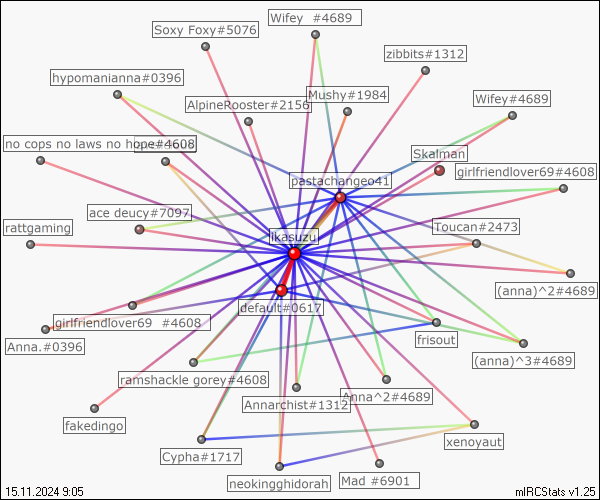 Wifey #4689
Soxy Foxy#5076
zibbits#1312
hypomanianna#0396
Mushy#1984
AlpineRooster#2156
Wifey#4689
no cops no laws no hope#4608
Skalman
girlfriendlover69#4608
pastachangeo41
ace deucy#7097
Toucan#2473
rattgaming
ikasuzu
(anna)^2#4689
default#0617
girlfriendlover69 #4608
Anna.#0396
frisout
(anna)^3#4689
ramshackle gorey#4608
Anna^2#4689
Annarchist#1312
fakedingo
xenoyaut
Cypha#1717
neokingghidorah
Mad #6901
15.11.2024 9:05
mIRCStats v1.25